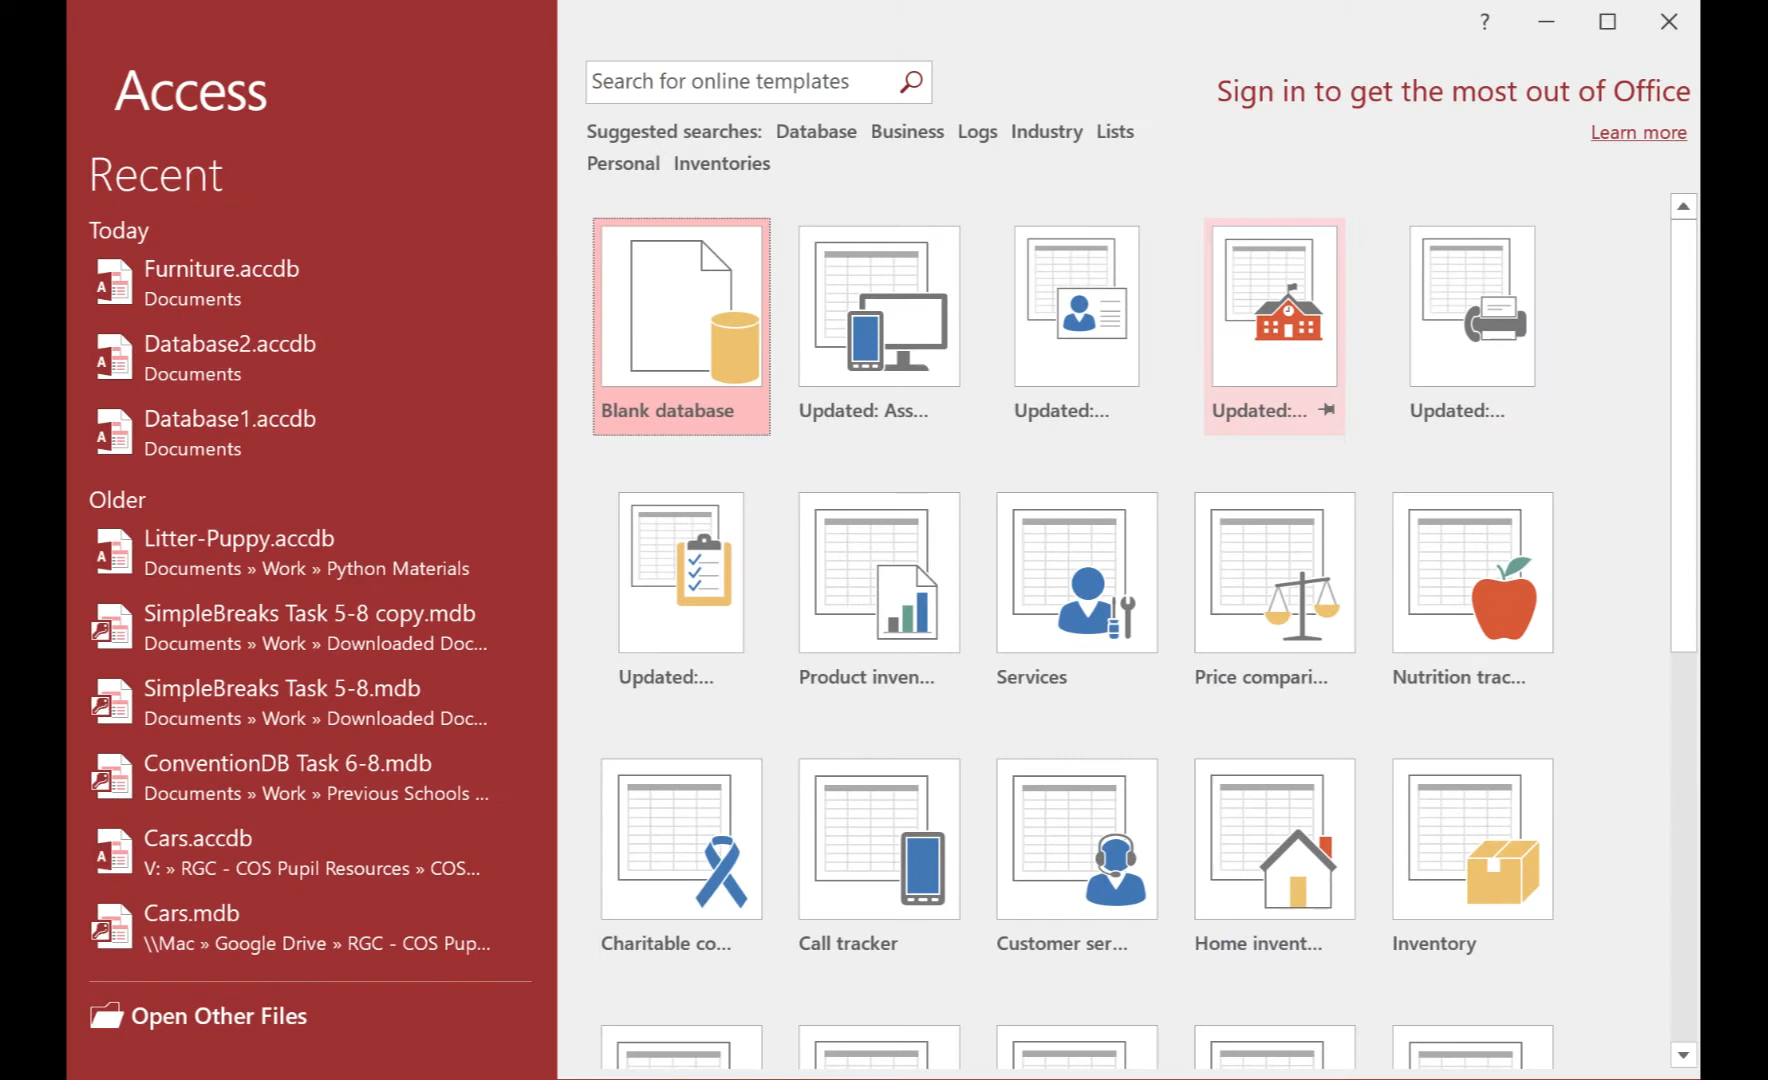 Access
Recent
Today
Furniture.accdb
Documents
Database2.accdb
Documents
Database1.accdb
Documents
Older
Litter-Puppy.accdb
Documents » Work » Python Materials
SimpleBreaks Task 5-8 copy.mdb
Documents » Work » Downloaded Doc...
SimpleBreaks Task 5-8.mdb
Documents » Work » Downloaded Doc...
ConventionDB Task 6-8.mdb
Documents » Work » Previous Schools ...
Cars.accdb
V: » RGC - COS Pupil Resources » COS...
Cars.mdb
\\Mac » Google Drive » RGC - COS Pup...
Open Other Files
?
Search for online templates
Sign in to get the most out of Office
Learn more
Suggested searches: Database Business Logs Industry Lists
Personal Inventories
Blank database
Updated: Ass...
Updated:...
Updated:...
Updated:...
Updated:...
Product inven...
Services
Price compari...
Nutrition trac...
Charitable co...
Call tracker
Customer ser...
Home invent...
Inventory